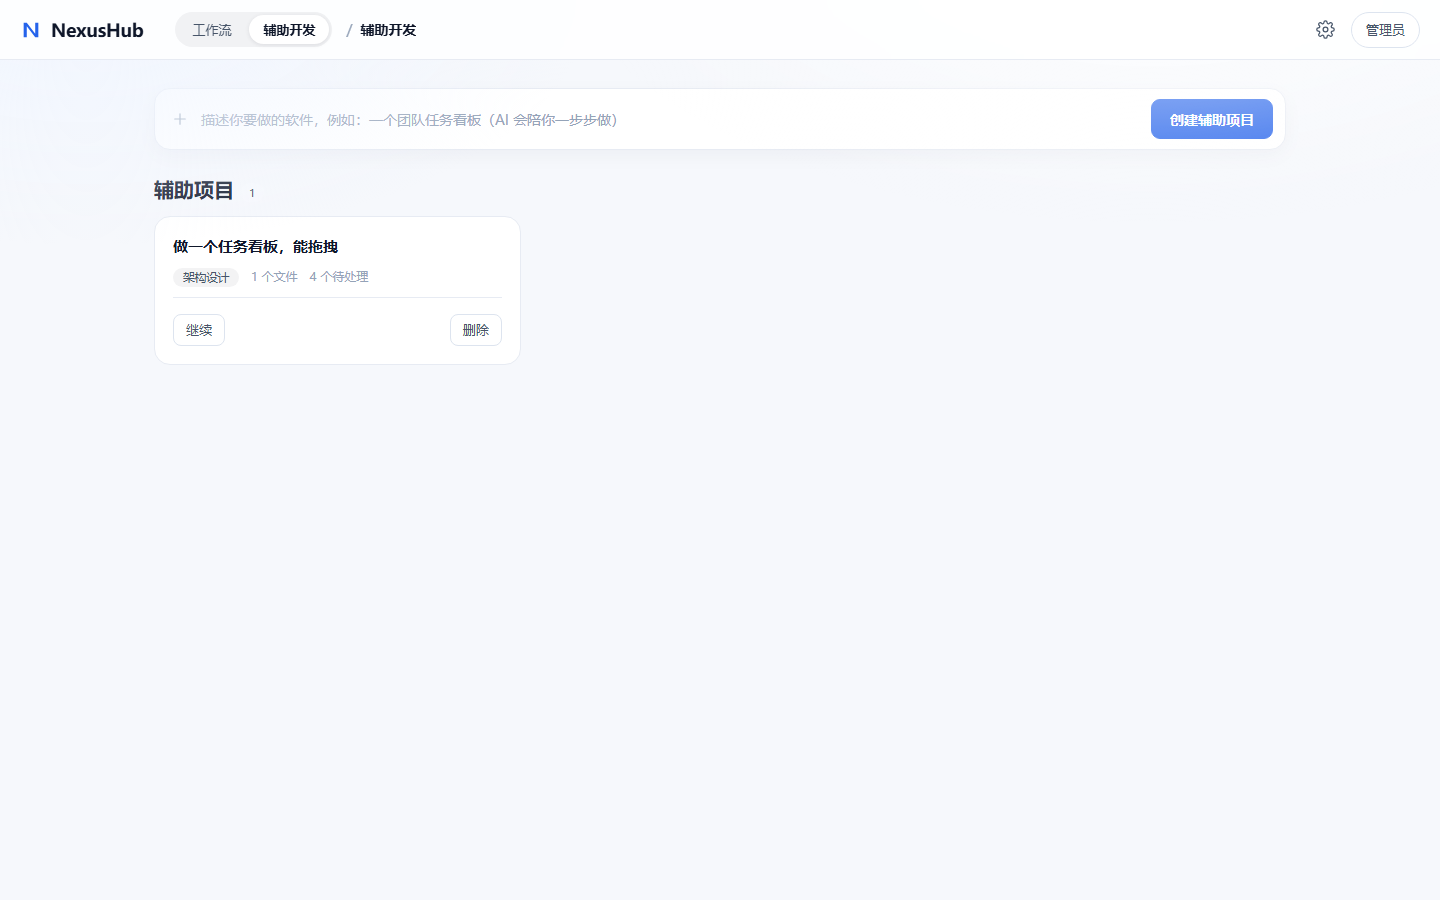 NexusHub 工作流 辅助开发 / 辅助开发 管理员
描述你要做的软件，例如：一个团队任务看板（AI 会陪你一步步做） 创建辅助项目
辅助项目 1
做一个任务看板，能拖拽
架构设计 1 个文件 4 个待处理
继续 删除